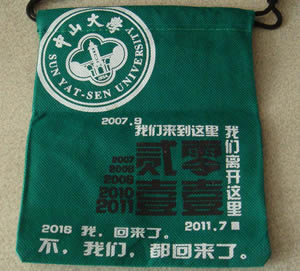 中山大學
SUN YAT-SEN UNIVERSITY
2007.9
我们来到这里
我们离开这里
2007
2008
2009
2010
2011
贰零
壹壹
2011.7
2016 我，回来了。
不，我们，都回来了。